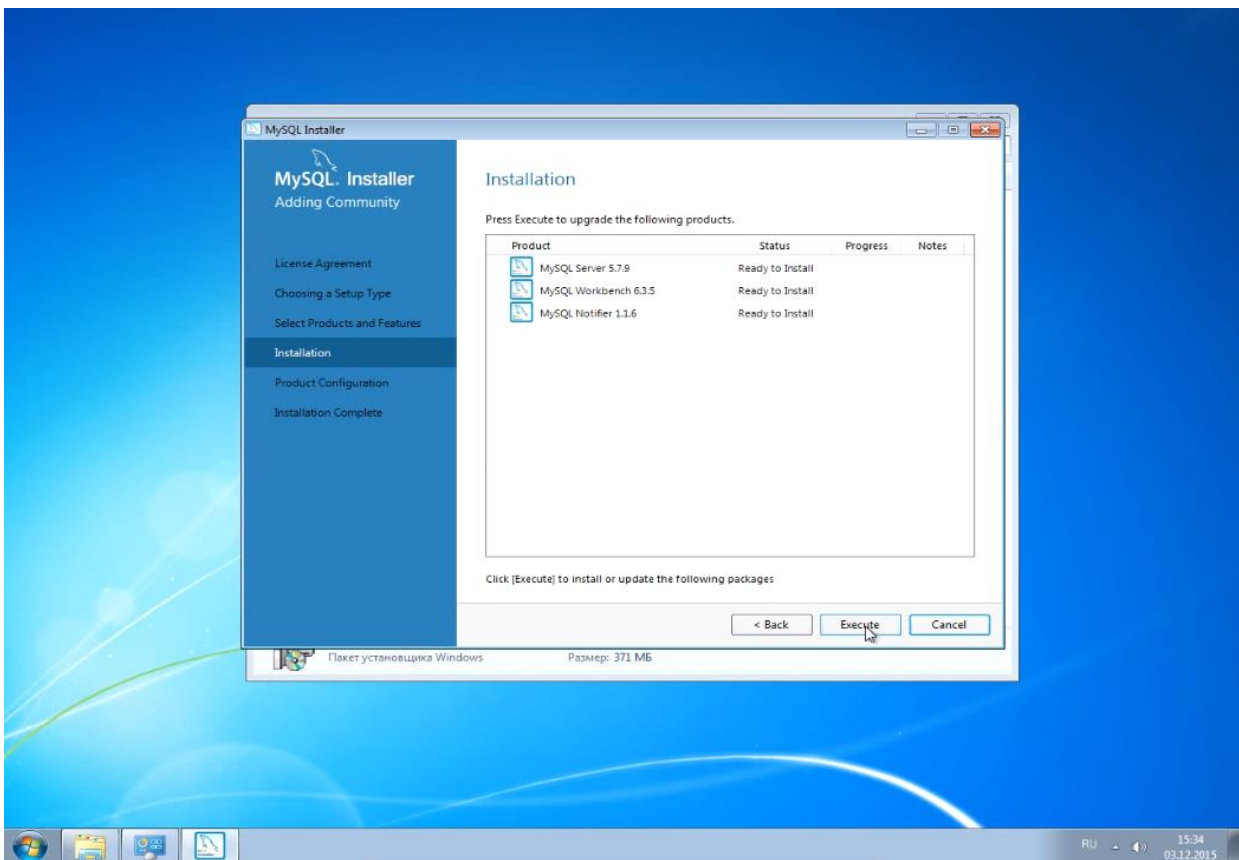 MySQL Installer
MySQL. Installer
Adding Community
License Agreement
Choosing a Setup Type
Select Products and Features
Installation
Product Configuration
Installation Complete
Installation
Press Execute to upgrade the following products.
Product Status Progress Notes
MySQL Server 5.7.9 Ready to Install
MySQL Workbench 6.3.5 Ready to Install
MySQL Notifier 1.1.6 Ready to Install
Click [Execute] to install or update the following packages
< Back Execute Cancel
Пакет установщика Windows Размер: 371 МБ
RU 15:34
03.12.2015